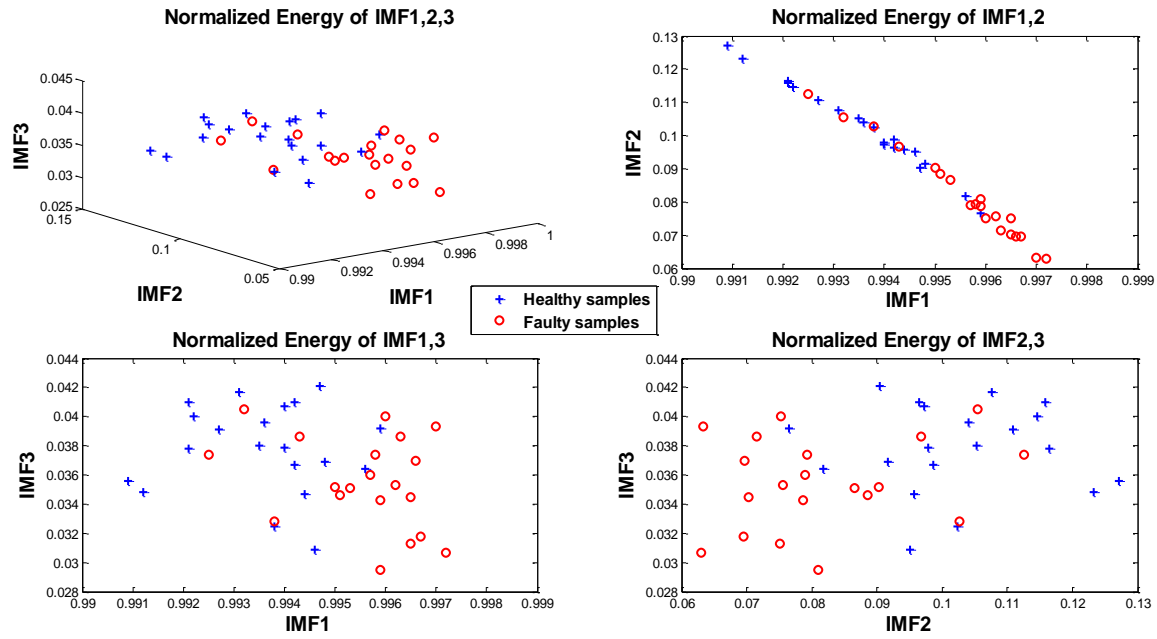 Normalized Energy of IMF1,2,3
0.045
0.04
0.035
0.03
0.025
0.15
0.1
0.05
0.99
0.992
0.994
0.996
0.998
1
IMF3
IMF2
IMF1
Normalized Energy of IMF1,2
0.13
0.12
0.11
0.1
0.09
0.08
0.07
0.06
0.99 0.991 0.992 0.993 0.994 0.995 0.996 0.997 0.998 0.999
IMF2
IMF1
Healthy samples
Faulty samples
Normalized Energy of IMF1,3
0.044
0.042
0.04
0.038
0.036
0.034
0.032
0.03
0.028
0.99 0.991 0.992 0.993 0.994 0.995 0.996 0.997 0.998 0.999
IMF3
IMF1
Normalized Energy of IMF2,3
0.044
0.042
0.04
0.038
0.036
0.034
0.032
0.03
0.028
0.06 0.07 0.08 0.09 0.1 0.11 0.12 0.13
IMF3
IMF2